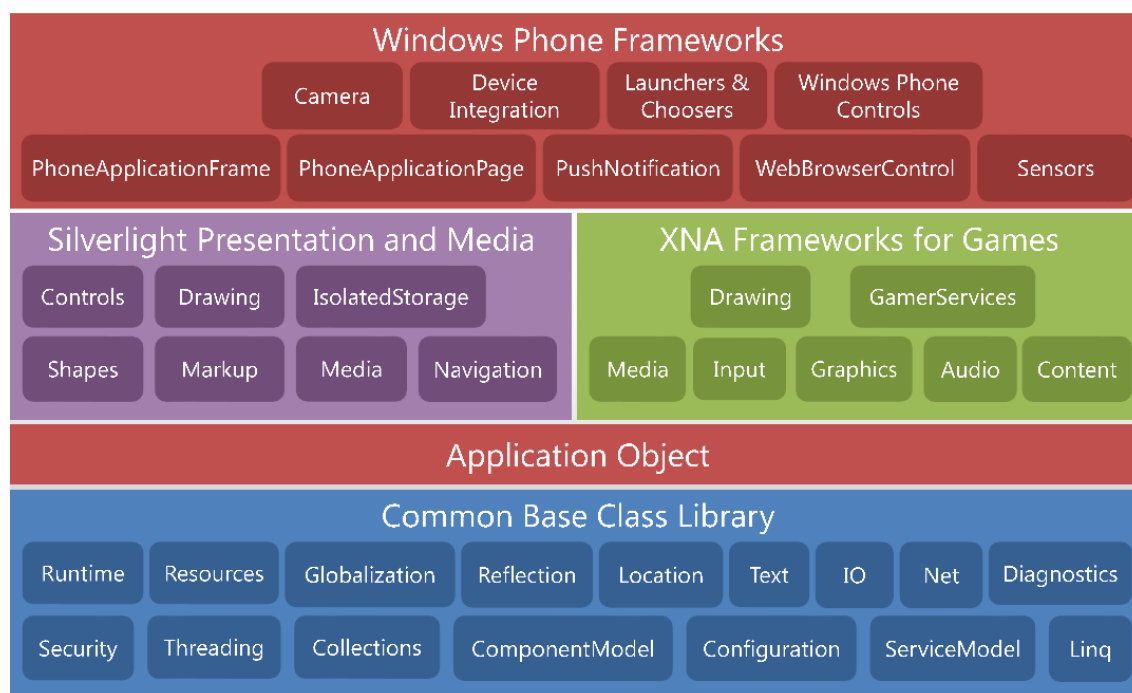 Windows Phone Frameworks
Camera
Device
Integration
Launchers &
Choosers
Windows Phone
Controls
PhoneApplicationFrame
PhoneApplicationPage
PushNotification
WebBrowserControl
Sensors
Silverlight Presentation and Media
Controls
Drawing
IsolatedStorage
Shapes
Markup
Media
Navigation
XNA Frameworks for Games
Drawing
GamerServices
Media
Input
Graphics
Audio
Content
Application Object
Common Base Class Library
Runtime
Resources
Globalization
Reflection
Location
Text
IO
Net
Diagnostics
Security
Threading
Collections
ComponentModel
Configuration
ServiceModel
Linq